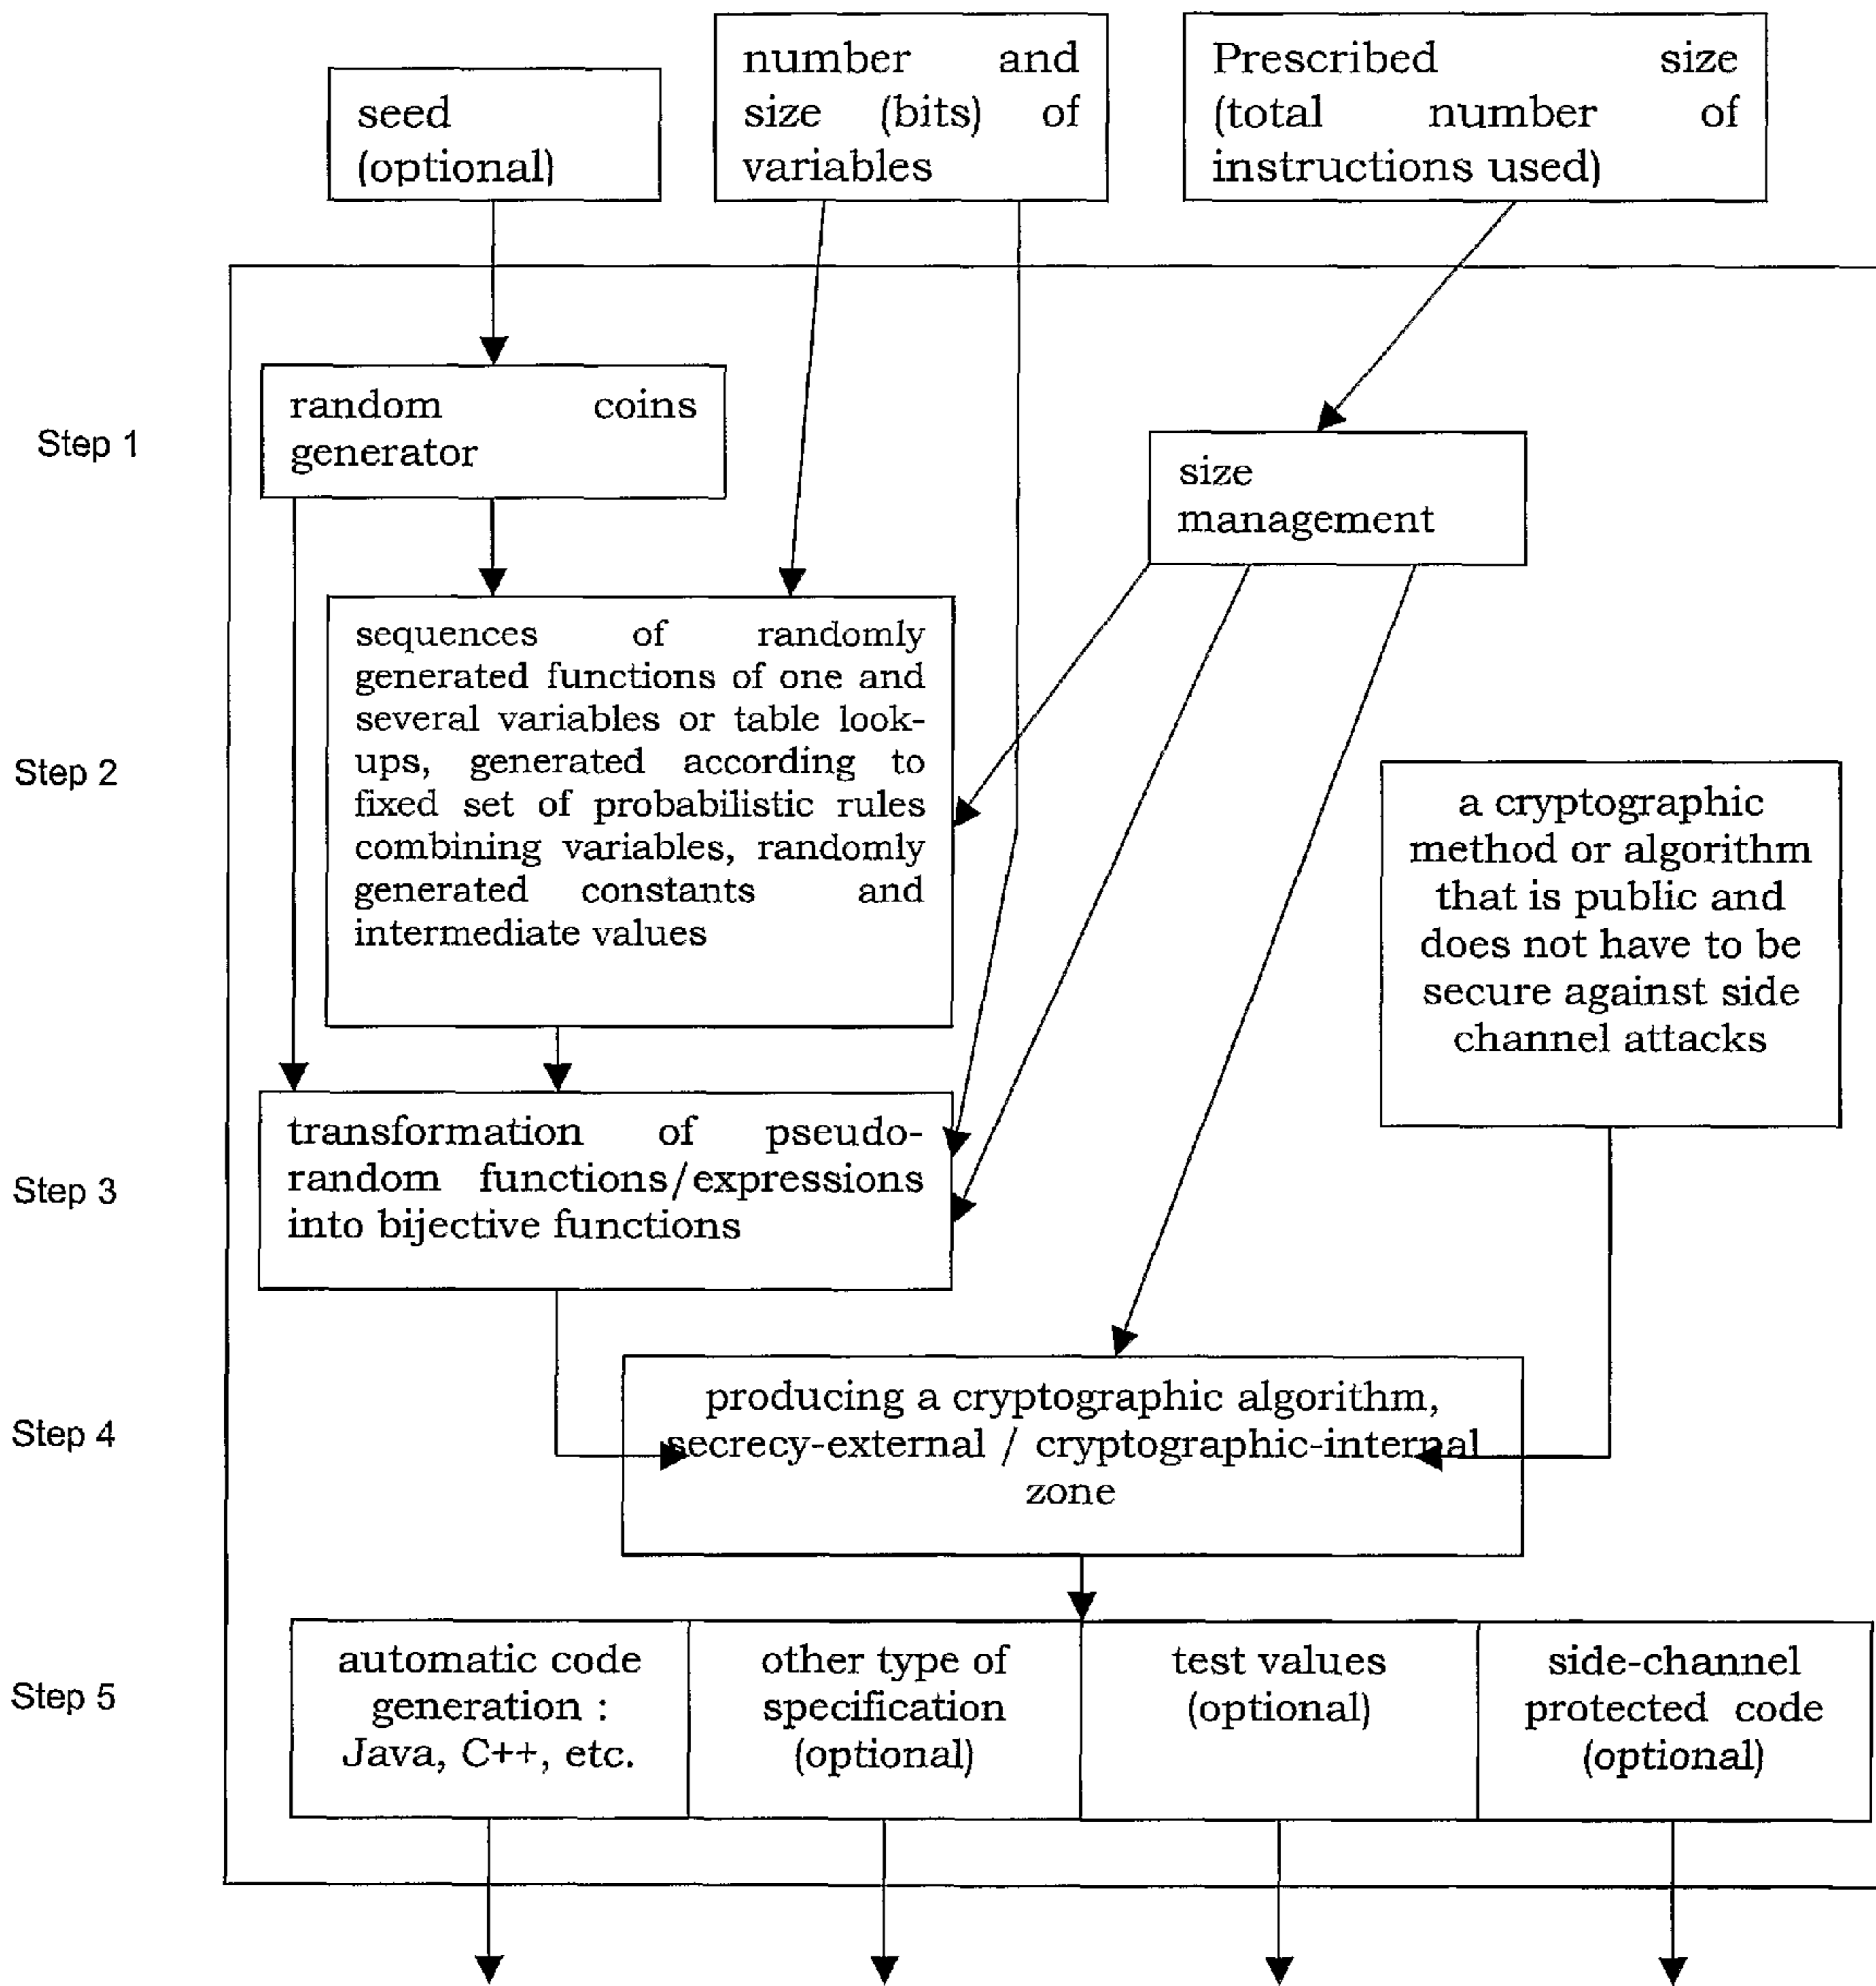 seed
(optional)
number and
size (bits) of
variables
Prescribed size
(total number of
instructions used)
Step 1
random coins
generator
size
management
Step 2
sequences of randomly
generated functions of one and
several variables or table look-
ups, generated according to
fixed set of probabilistic rules
combining variables, randomly
generated constants and
intermediate values
a cryptographic
method or algorithm
that is public and
does not have to be
secure against side
channel attacks
Step 3
transformation of pseudo-
random functions/expressions
into bijective functions
Step 4
producing a cryptographic algorithm,
secrecy-external / cryptographic-internal
zone
Step 5
automatic code
generation :
Java, C++, etc.
other type of
specification
(optional)
test values
(optional)
side-channel
protected code
(optional)